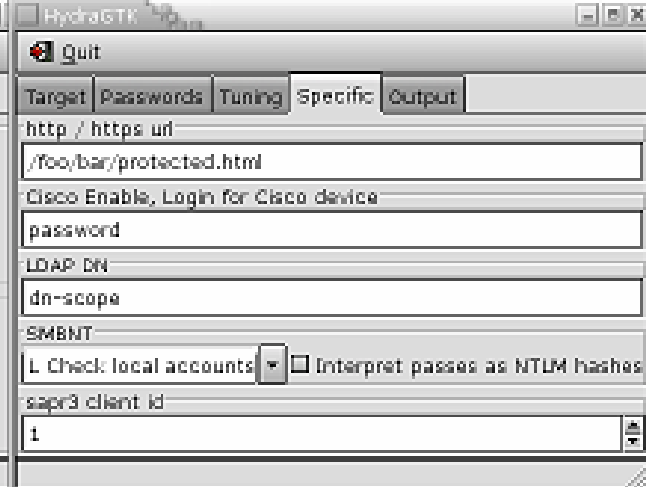 HydraGTK
Quit
Target Passwords Tuning Specific Output
http / https url
/foo/bar/protected.html
Cisco Enable, Login for Cisco device
password
LDAP DN
dn-scope
SMBNT
L Check local accounts Interpret passes as NTLM hashes
sapr3 client id
1